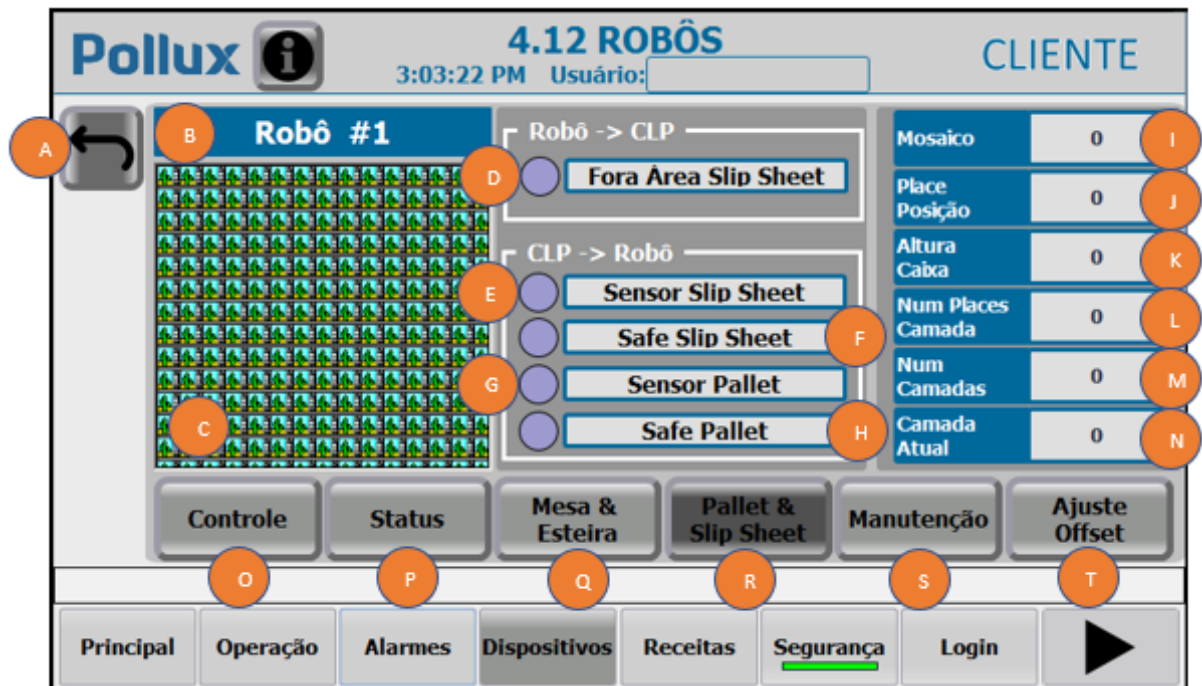 Pollux
4.12 ROBÔS
CLIENTE
3:03:22 PM Usuário:
A
B
Robô #1
C
Robô -> CLP
D
Fora Área Slip Sheet
CLP -> Robô
E
Sensor Slip Sheet
Safe Slip Sheet
F
G
Sensor Pallet
Safe Pallet
H
Mosaico 0 I
Place
Posição 0 J
Altura
Caixa 0 K
Num Places
Camada 0 L
Num
Camadas 0 M
Camada
Atual 0 N
Controle
Status
Mesa &
Esteira
Pallet &
Slip Sheet
Manutenção
Ajuste
Offset
O P Q R S T
Principal
Operação
Alarmes
Dispositivos
Receitas
Segurança
Login